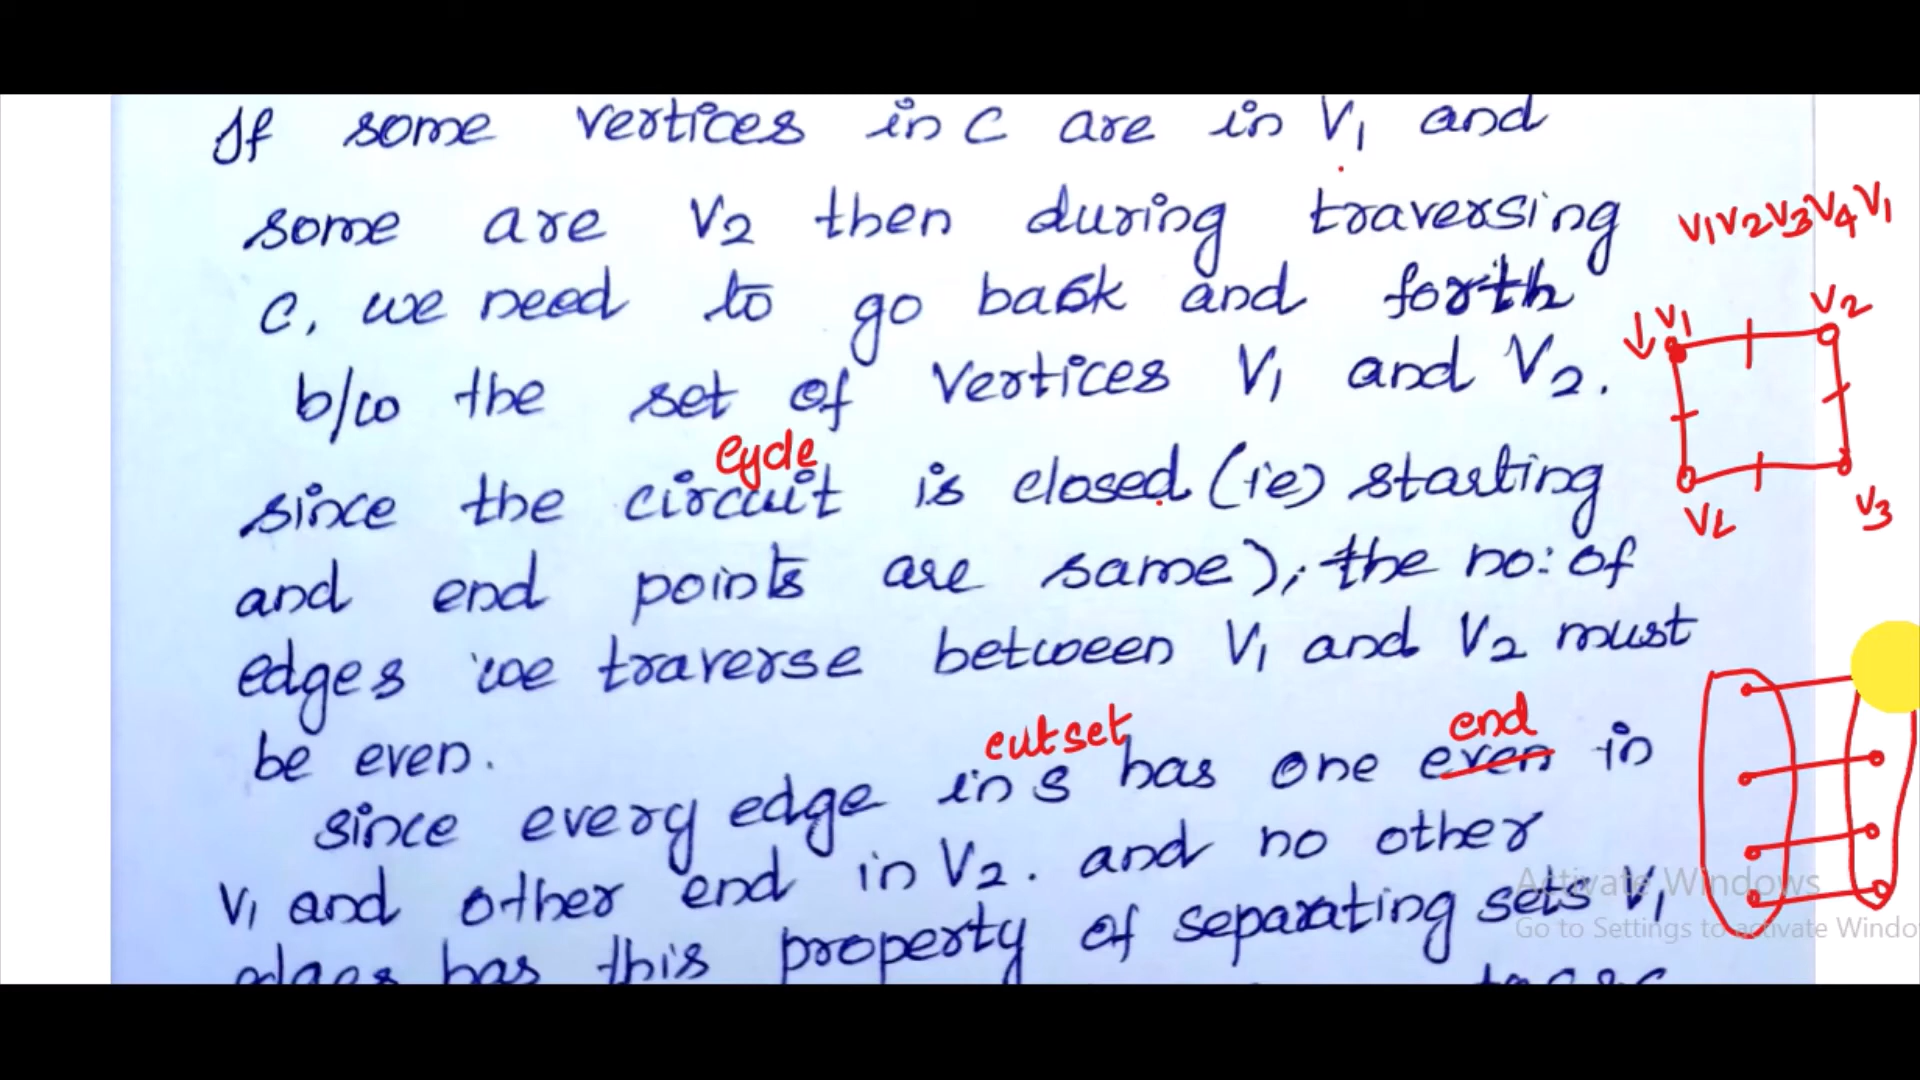 If some vertices in C are in V1 and
some are V2 then during traversing
V1V2V3V4V1
C, we need to go back and forth
V1 V2
b/w the set of vertices V1 and V2.
cycle
since the circuit is closed (ie) starting
V3
and end points are same), the no: of
edges we traverse between V1 and V2 must
be even.
cutset end
since every edge in S has one even in
V1 and other end in V2. and no other
Activate Windows
edges has this property of separating sets V1
Go to Settings to activate Windo